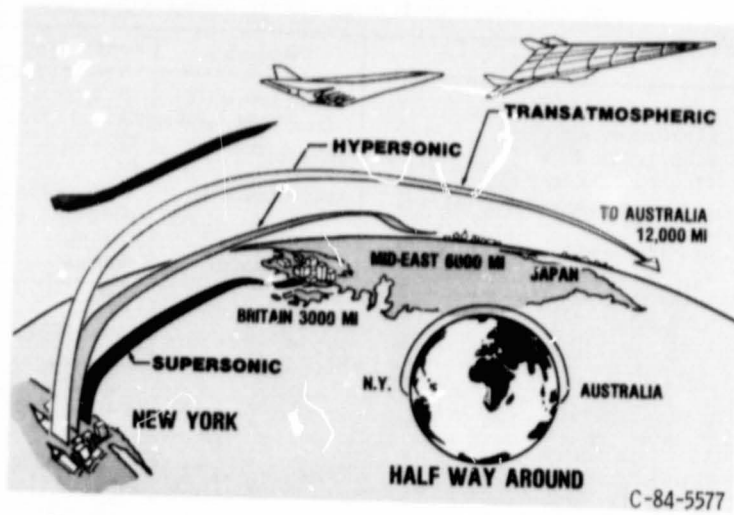 TRANSATMOSPHERIC
HYPERSONIC
TO AUSTRALIA
12,000 MI
MID-EAST 6000 MI
JAPAN
BRITAIN 3000 MI
SUPERSONIC
N.Y.
AUSTRALIA
NEW YORK
HALF WAY AROUND
C-84-5577